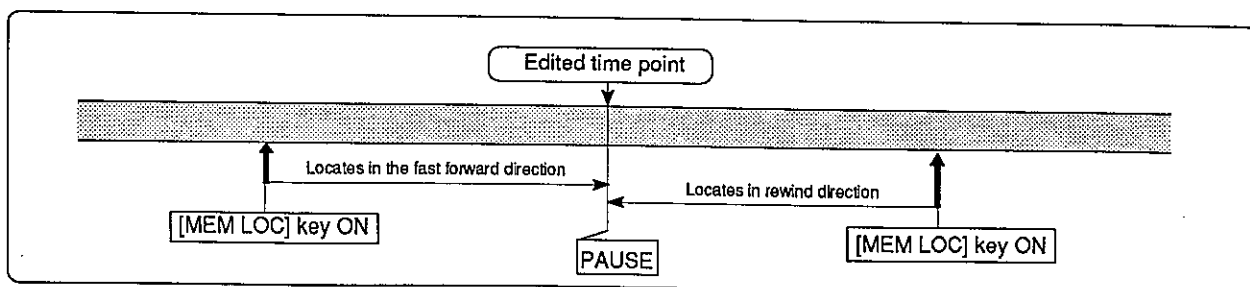 Edited time point
Locates in the fast forward direction
Locates in rewind direction
[MEM LOC] key ON
PAUSE
[MEM LOC] key ON